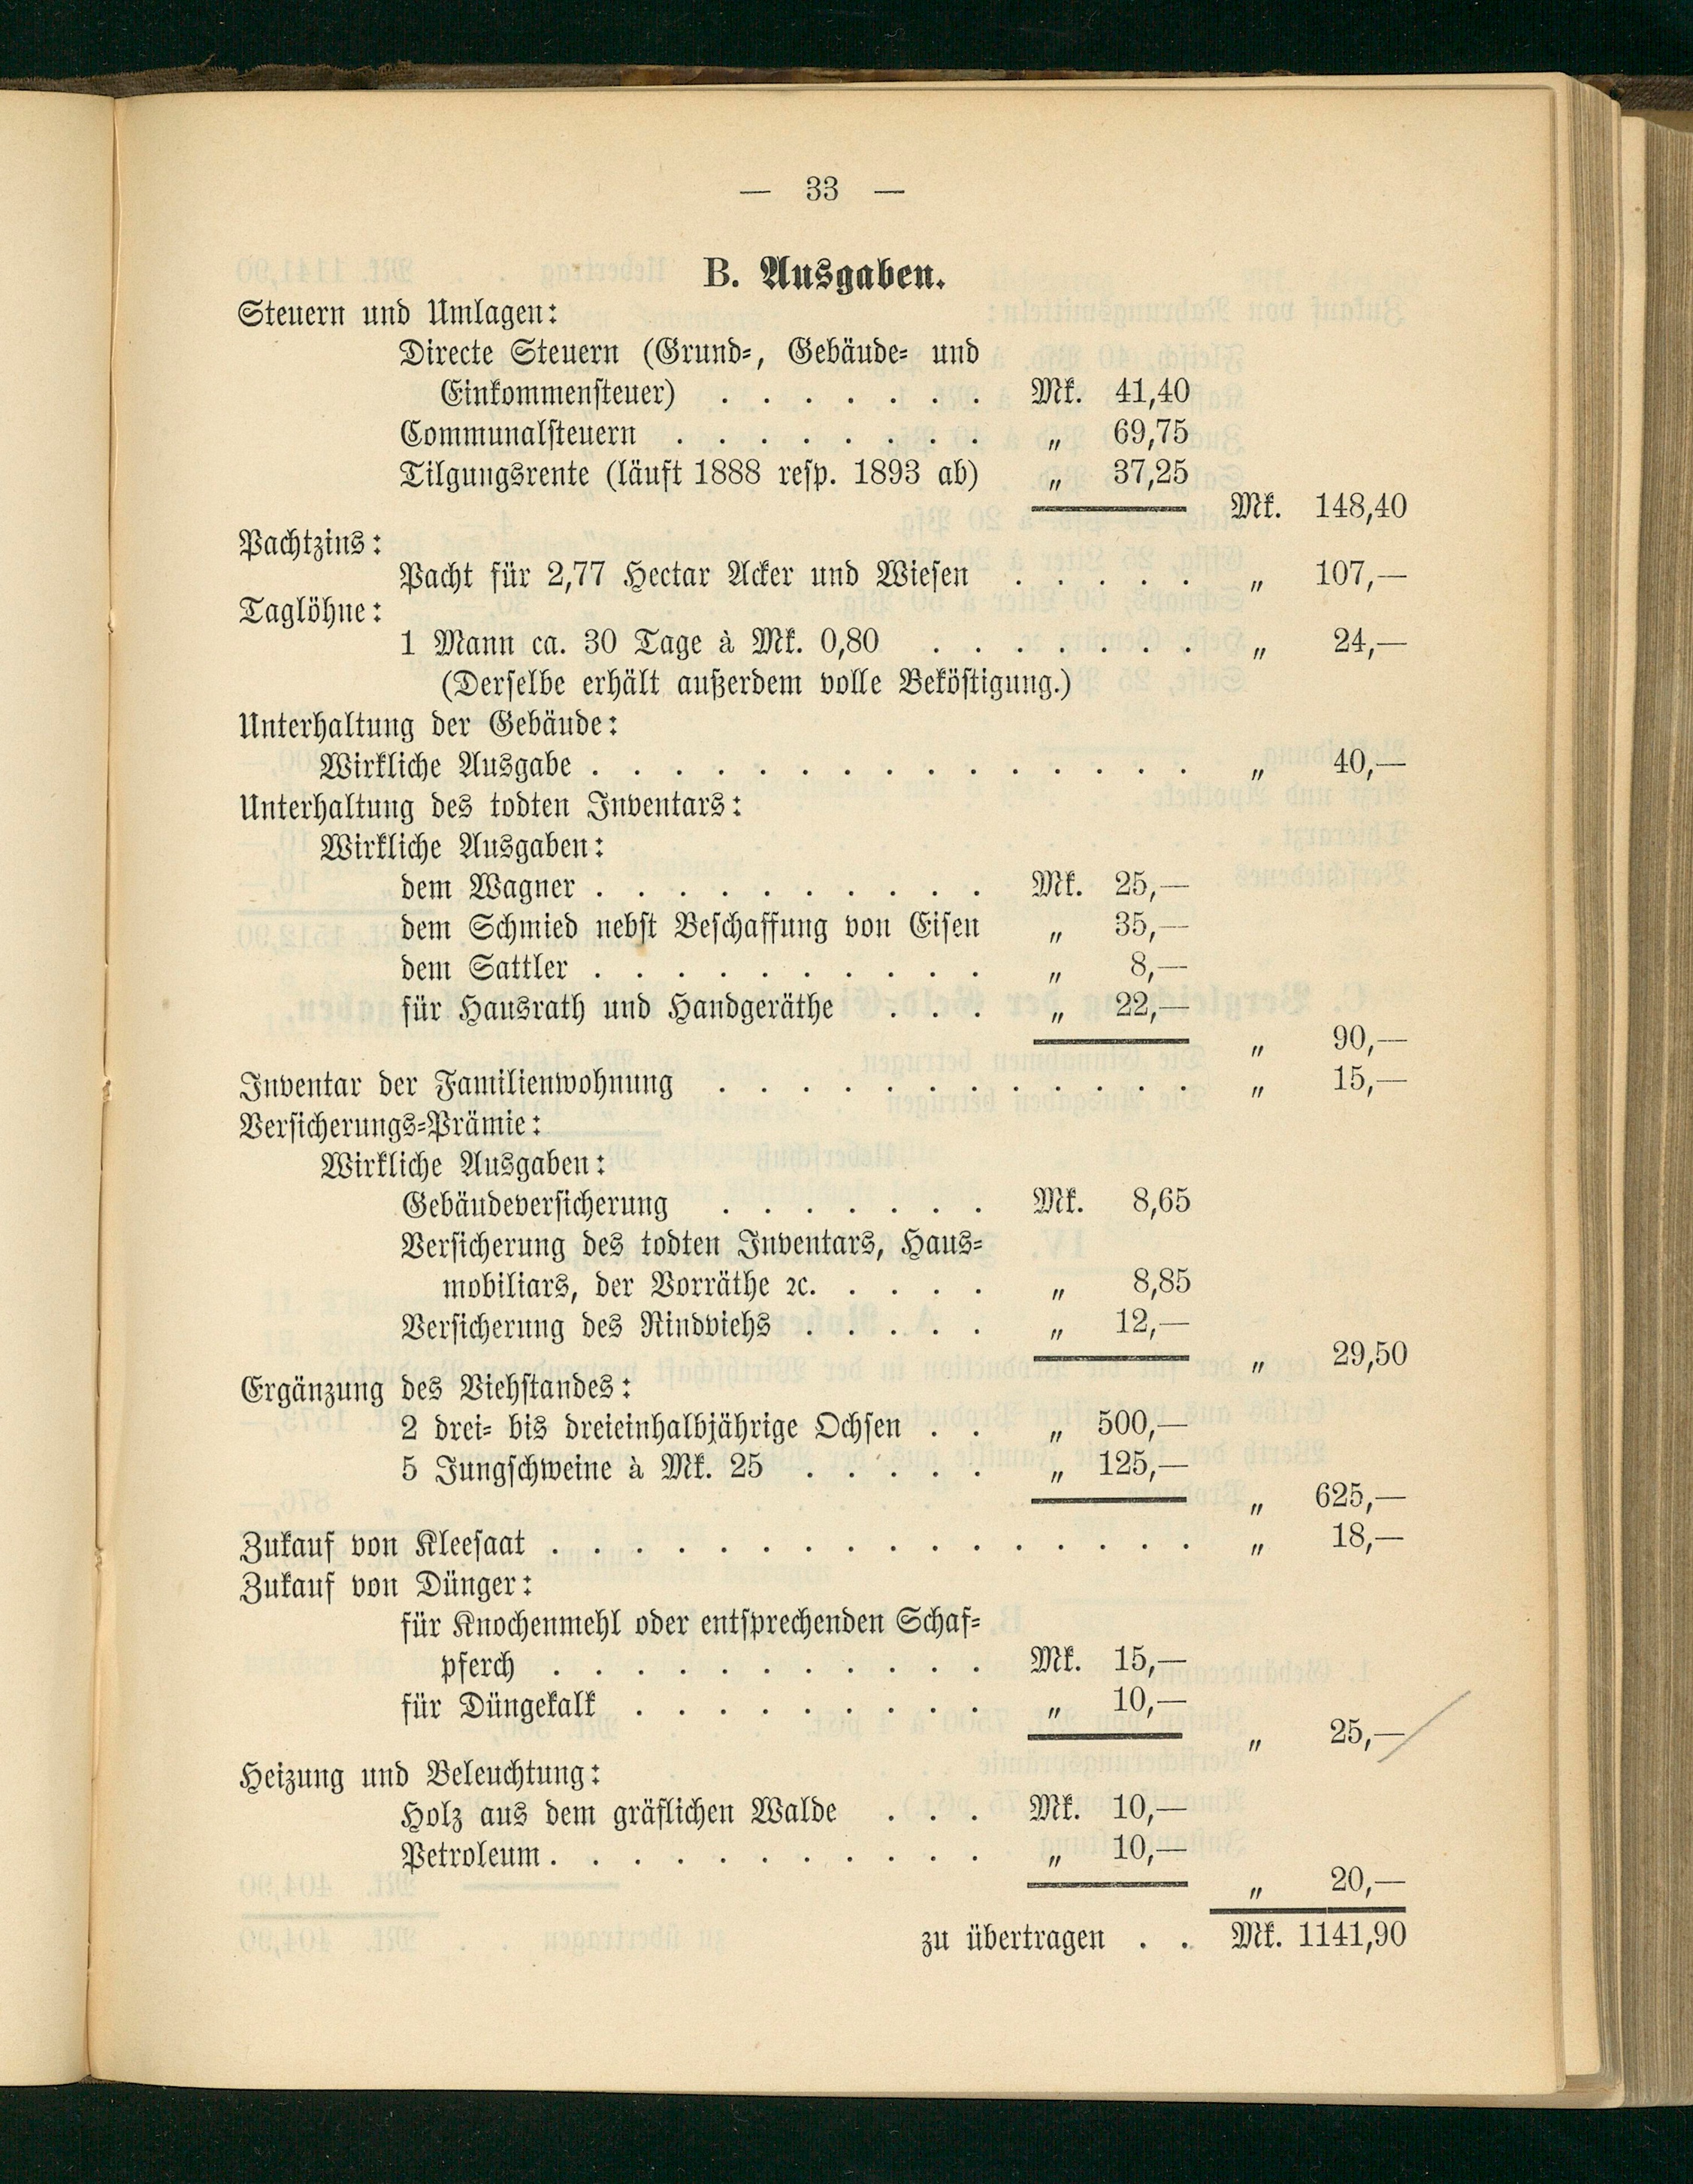 — 33 —
B. Ausgaben.
Steuern und Umlagen:
Directe Steuern (Grund-, Gebäude- und
Einkommensteuer) . . . . . . . Mk. 41,40
Communalsteuern . . . . . . . . „ 69,75
Tilgungsrente (läuft 1888 resp. 1893 ab) „ 37,25
Mk. 148,40
Pachtzins:
Pacht für 2,77 Hectar Acker und Wiesen . . . . . „ 107,—
Taglöhne:
1 Mann ca. 30 Tage à Mk. 0,80 . . . . . . . „ 24,—
(Derselbe erhält außerdem volle Beköstigung.)
Unterhaltung der Gebäude:
Wirkliche Ausgabe . . . . . . . . . . . . . . . „ 40,—
Unterhaltung des todten Inventars:
Wirkliche Ausgaben:
dem Wagner . . . . . . . . . . Mk. 25,—
dem Schmied nebst Beschaffung von Eisen „ 35,—
dem Sattler . . . . . . . . . . „ 8,—
für Hausrath und Handgeräthe . . . „ 22,—
„ 90,—
Inventar der Familienwohnung . . . . . . . . . . . . „ 15,—
Versicherungs-Prämie:
Wirkliche Ausgaben:
Gebäudeversicherung . . . . . . . Mk. 8,65
Versicherung des todten Inventars, Haus-
mobiliars, der Vorräthe ꝛc. . . . . „ 8,85
Versicherung des Rindviehs . . . . . „ 12,—
„ 29,50
Ergänzung des Viehstandes:
2 drei- bis dreieinhalbjährige Ochsen . . „ 500,—
5 Jungschweine à Mk. 25 . . . . . „ 125,—
„ 625,—
Zukauf von Kleesaat . . . . . . . . . . . . . . . . „ 18,—
Zukauf von Dünger:
für Knochenmehl oder entsprechenden Schaf-
pferch . . . . . . . . . . . Mk. 15,—
für Düngekalk . . . . . . . . . „ 10,—
„ 25,—
Heizung und Beleuchtung:
Holz aus dem gräflichen Walde . . . Mk. 10,—
Petroleum . . . . . . . . . . . „ 10,—
„ 20,—
zu übertragen . . Mk. 1141,90